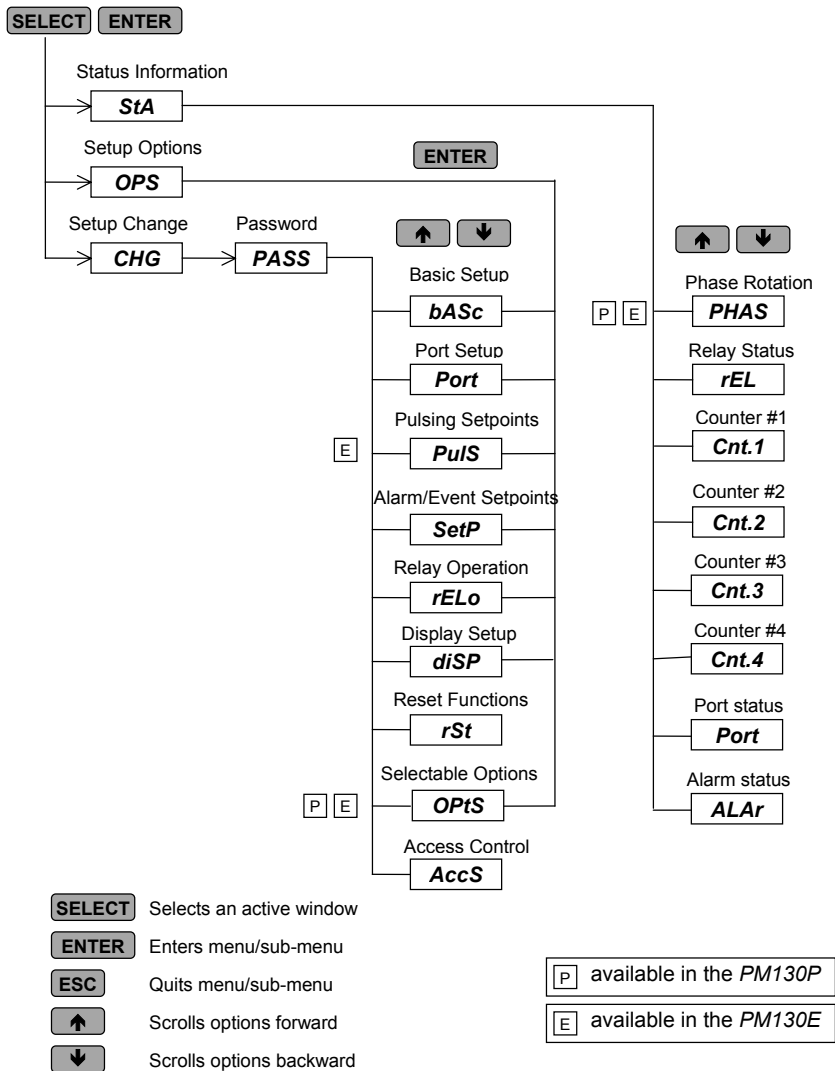 SELECT ENTER
Status Information
StA
Setup Options
ENTER
OPS
Setup Change
Password
CHG
PASS
Basic Setup
bASc
Port Setup
Port
Pulsing Setpoints
E
PulS
Alarm/Event Setpoints
SetP
Relay Operation
rELo
Display Setup
diSP
Reset Functions
rSt
Selectable Options
P E
OPtS
Access Control
AccS
Phase Rotation
P E
PHAS
Relay Status
rEL
Counter #1
Cnt.1
Counter #2
Cnt.2
Counter #3
Cnt.3
Counter #4
Cnt.4
Port status
Port
Alarm status
ALAr
SELECT Selects an active window
ENTER Enters menu/sub-menu
ESC Quits menu/sub-menu
Scrolls options forward
Scrolls options backward
P available in the PM130P
E available in the PM130E